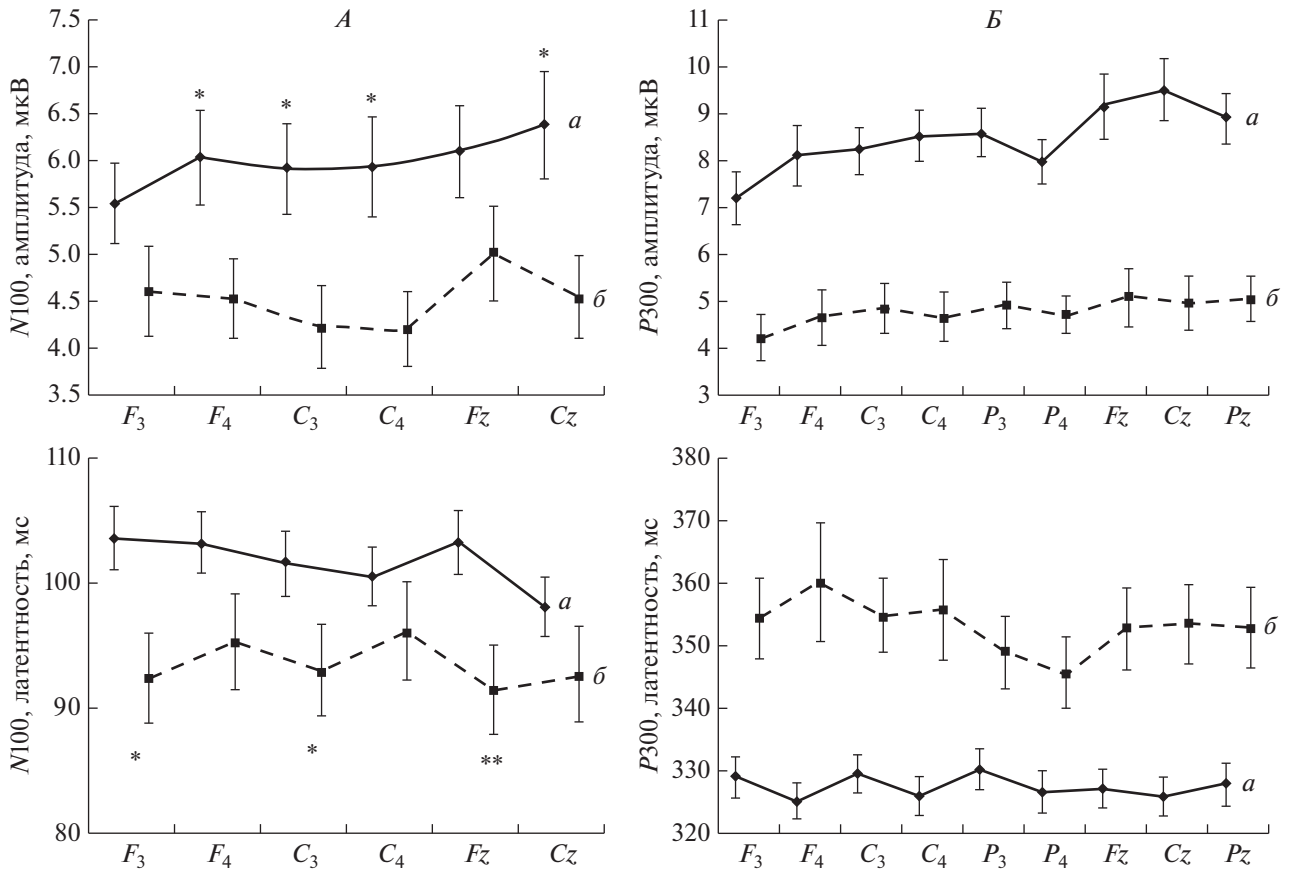 А
N100, амплитуда, мкВ
7.5
7.0
6.5
6.0
5.5
5.0
4.5
4.0
3.5
* * * *
а
б
F3 F4 C3 C4 Fz Cz
Б
P300, амплитуда, мкВ
11
10
9
8
7
6
5
4
3
а
б
F3 F4 C3 C4 P3 P4 Fz Cz Pz
N100, латентность, мс
110
100
90
80
а
б
* * **
F3 F4 C3 C4 Fz Cz
P300, латентность, мс
380
370
360
350
340
330
320
б
а
F3 F4 C3 C4 P3 P4 Fz Cz Pz